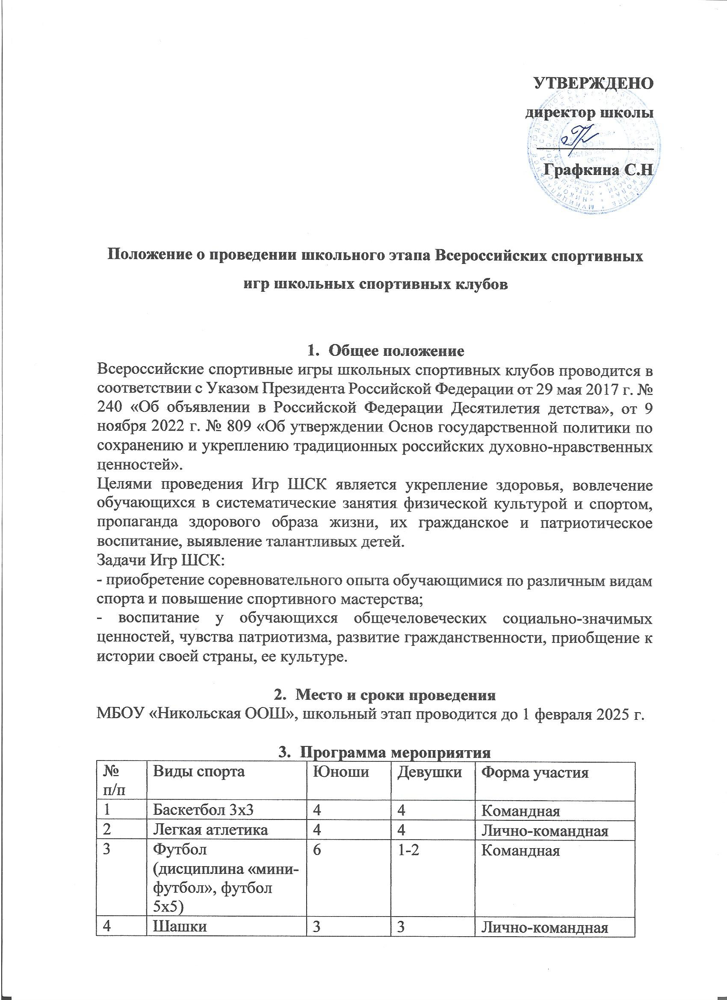 УТВЕРЖДЕНО
директор школы
Графкина С.Н
Положение о проведении школьного этапа Всероссийских спортивных
игр школьных спортивных клубов
1. Общее положение
Всероссийские спортивные игры школьных спортивных клубов проводится в
соответствии с Указом Президента Российской Федерации от 29 мая 2017 г. №
240 «Об объявлении в Российской Федерации Десятилетия детства», от 9
ноября 2022 г. № 809 «Об утверждении Основ государственной политики по
сохранению и укреплению традиционных российских духовно-нравственных
ценностей».
Целями проведения Игр ШСК является укрепление здоровья, вовлечение
обучающихся в систематические занятия физической культурой и спортом,
пропаганда здорового образа жизни, их гражданское и патриотическое
воспитание, выявление талантливых детей.
Задачи Игр ШСК:
- приобретение соревновательного опыта обучающимися по различным видам
спорта и повышение спортивного мастерства;
- воспитание у обучающихся общечеловеческих социально-значимых
ценностей, чувства патриотизма, развитие гражданственности, приобщение к
истории своей страны, ее культуре.
2. Место и сроки проведения
МБОУ «Никольская ООШ», школьный этап проводится до 1 февраля 2025 г.
3. Программа мероприятия
№ Виды спорта Юноши Девушки Форма участия
п/п
1 Баскетбол 3х3 4 4 Командная
2 Легкая атлетика 4 4 Лично-командная
3 Футбол 6 1-2 Командная
(дисциплина «мини-
футбол», футбол
5х5)
4 Шашки 3 3 Лично-командная